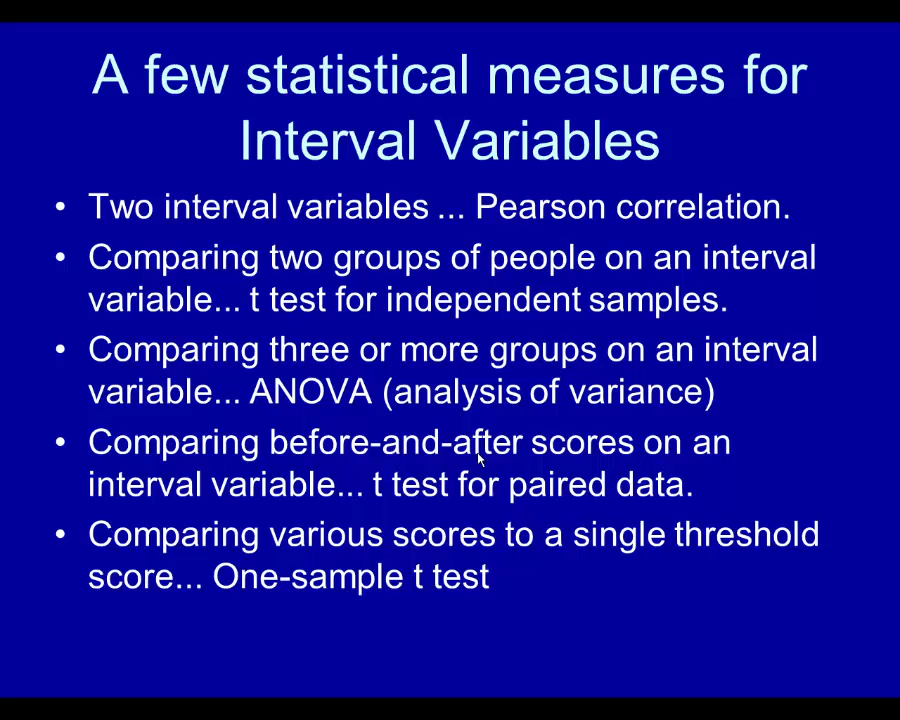 A few statistical measures for
Interval Variables
• Two interval variables ... Pearson correlation.
• Comparing two groups of people on an interval
variable... t test for independent samples.
• Comparing three or more groups on an interval
variable... ANOVA (analysis of variance)
• Comparing before-and-after scores on an
interval variable... t test for paired data.
• Comparing various scores to a single threshold
score... One-sample t test